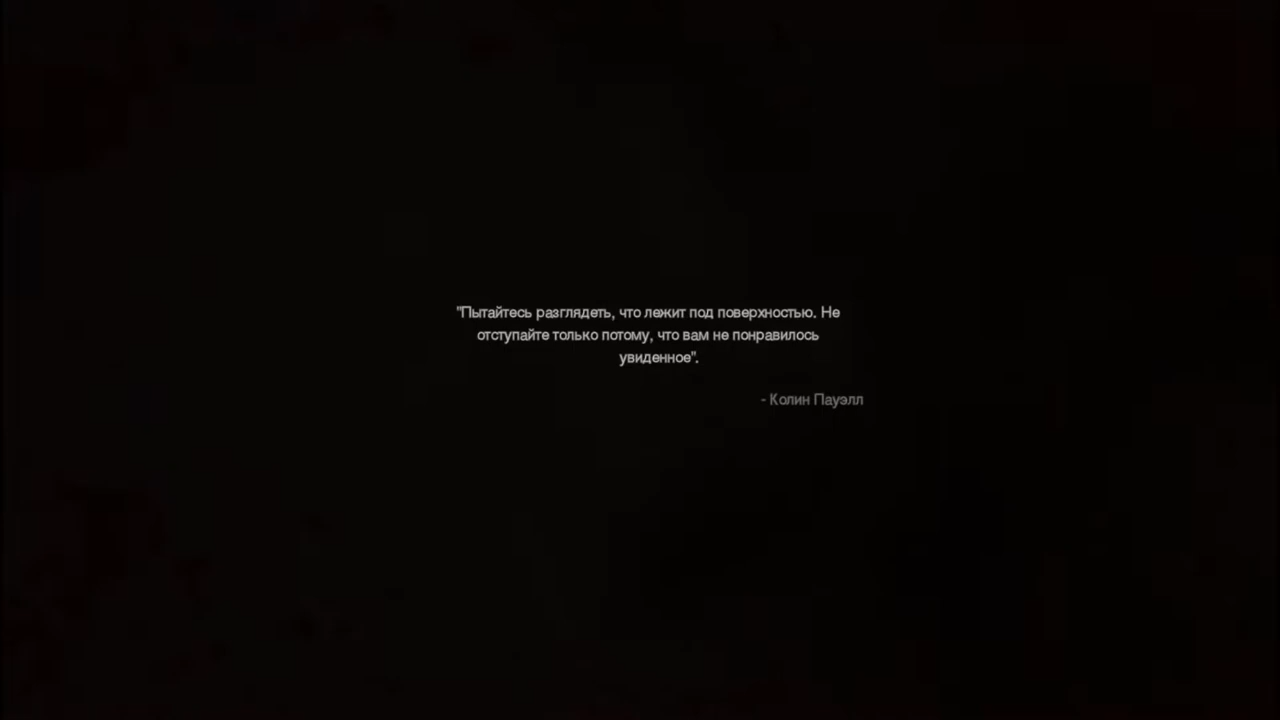 "Пытайтесь разглядеть, что лежит под поверхностью. Не
отступайте только потому, что вам не понравилось
увиденное".
- Колин Пауэлл